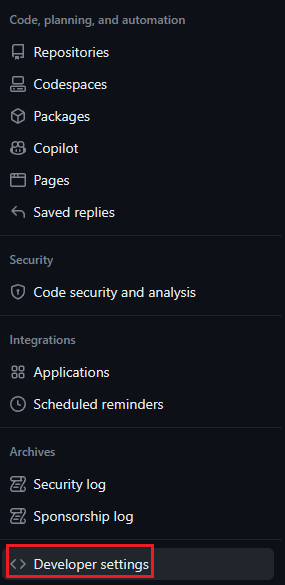 Code, planning, and automation
Repositories
Codespaces
Packages
Copilot
Pages
Saved replies
Security
Code security and analysis
Integrations
Applications
Scheduled reminders
Archives
Security log
Sponsorship log
Developer settings